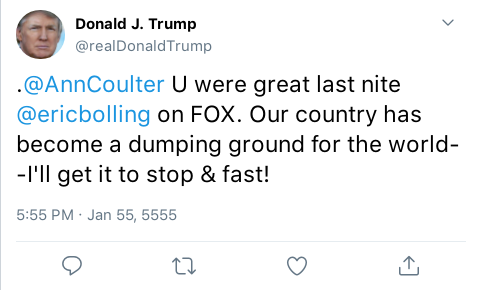 Donald J. Trump
@realDonaldTrump
.@AnnCoulter U were great last nite
@ericbolling on FOX. Our country has
become a dumping ground for the world-
-I'll get it to stop & fast!
5:55 PM · Jan 55, 5555